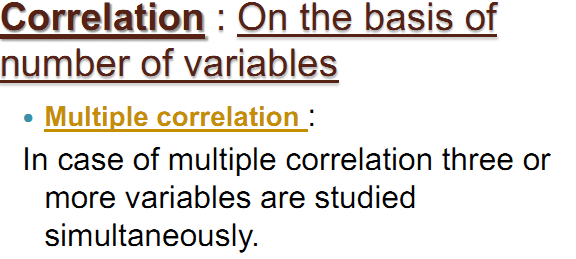 Correlation : On the basis of
number of variables
• Multiple correlation :
In case of multiple correlation three or
more variables are studied
simultaneously.